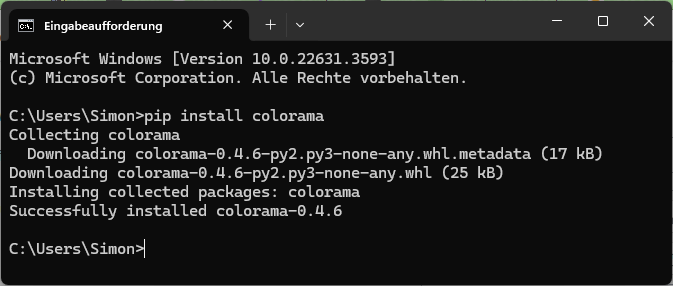 Eingabeaufforderung
Microsoft Windows [Version 10.0.22631.3593]
(c) Microsoft Corporation. Alle Rechte vorbehalten.
C:\Users\Simon>pip install colorama
Collecting colorama
  Downloading colorama-0.4.6-py2.py3-none-any.whl.metadata (17 kB)
Downloading colorama-0.4.6-py2.py3-none-any.whl (25 kB)
Installing collected packages: colorama
Successfully installed colorama-0.4.6
C:\Users\Simon>